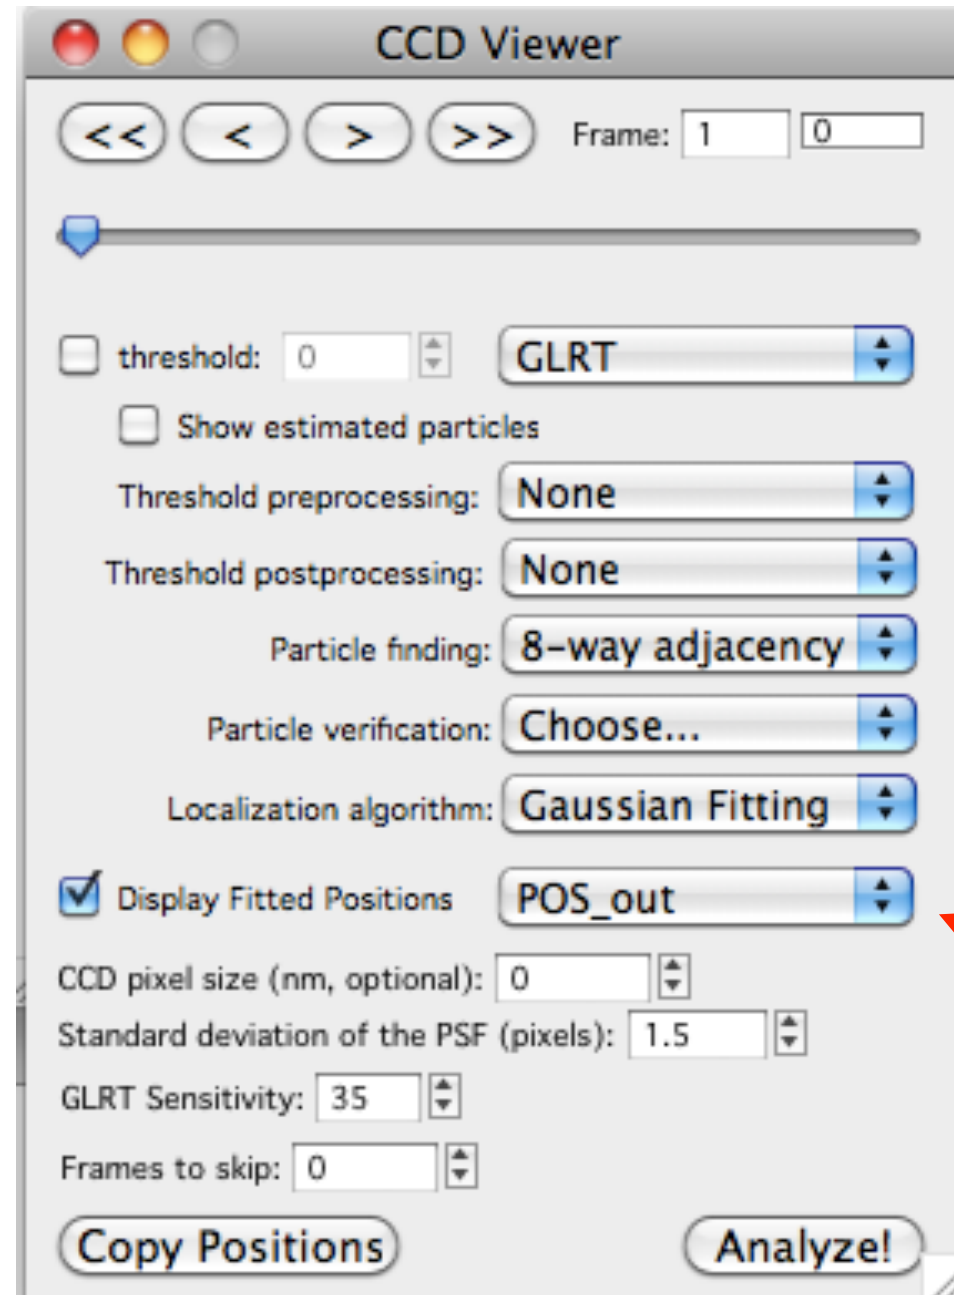 CCD Viewer
<< < > >> Frame: 1 0
threshold: 0 GLRT
Show estimated particles
Threshold preprocessing: None
Threshold postprocessing: None
Particle finding: 8-way adjacency
Particle verification: Choose...
Localization algorithm: Gaussian Fitting
Display Fitted Positions POS_out
CCD pixel size (nm, optional): 0
Standard deviation of the PSF (pixels): 1.5
GLRT Sensitivity: 35
Frames to skip: 0
Copy Positions Analyze!